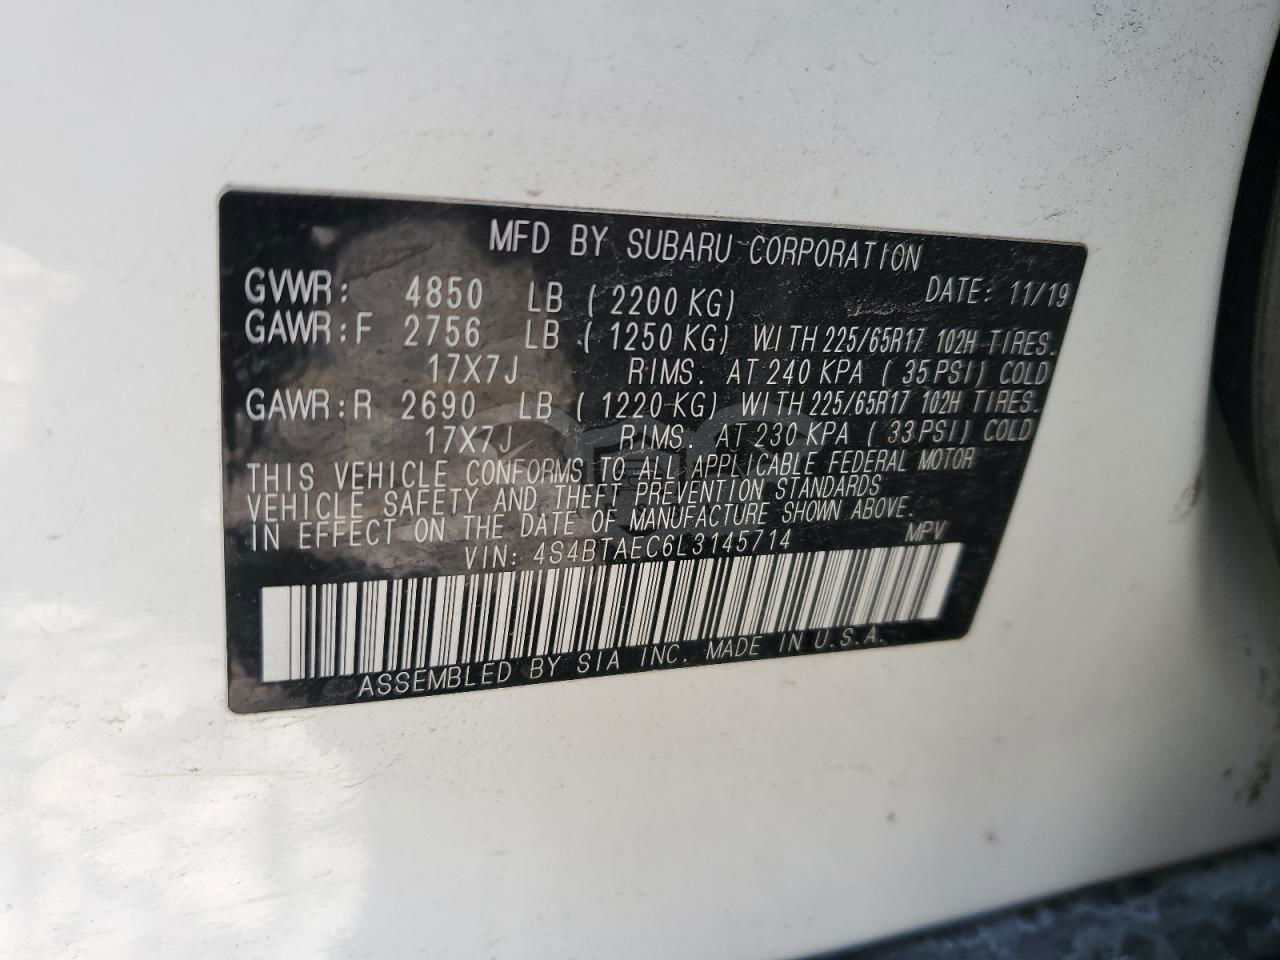 MFD BY SUBARU CORPORATION
DATE: 11/19
GVWR: 4850 LB (2200 KG)
GAWR:F 2756 LB (1250 KG) WITH 225/65R17 102H TIRES.
17X7J RIMS. AT 240 KPA (35 PSI) COLD
GAWR:R 2690 LB (1220 KG) WITH 225/65R17 102H TIRES.
17X7J RIMS. AT 230 KPA (33 PSI) COLD
THIS VEHICLE CONFORMS TO ALL APPLICABLE FEDERAL MOTOR
VEHICLE SAFETY AND THEFT PREVENTION STANDARDS
IN EFFECT ON THE DATE OF MANUFACTURE SHOWN ABOVE.
VIN: 4S4BTAEC6L3145714 MPV
ASSEMBLED BY SIA INC. MADE IN U.S.A.